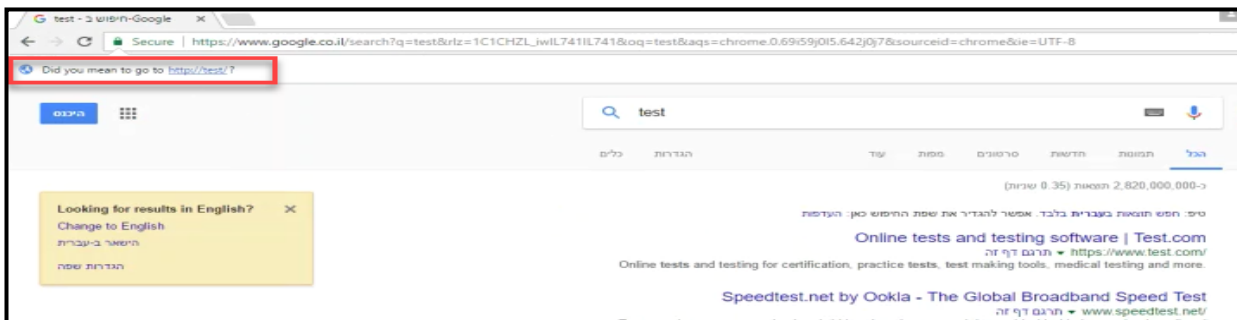 test - חיפוש ב-Google
Secure | https://www.google.co.il/search?q=test&rlz=1C1CHZL_iwIL741IL741&oq=test&aqs=chrome.0.69i59j0l5.642j0j7&sourceid=chrome&ie=UTF-8
Did you mean to go to http://test/?
היכנס
test
הכל תמונות חדשות סרטונים מפות עוד הגדרות כלים
כ-2,820,000,000 תוצאות (0.35 שניות)
טיפ: חפש תוצאות בעברית בלבד. אפשר להגדיר את שפת החיפוש כאן: העדפות
Looking for results in English?
Change to English
הישאר ב-עברית
הגדרות שפה
Online tests and testing software | Test.com
https://www.test.com/ תרגם דף זה
Online tests and testing for certification, practice tests, test making tools, medical testing and more.
Speedtest.net by Ookla - The Global Broadband Speed Test
www.speedtest.net/ תרגם דף זה